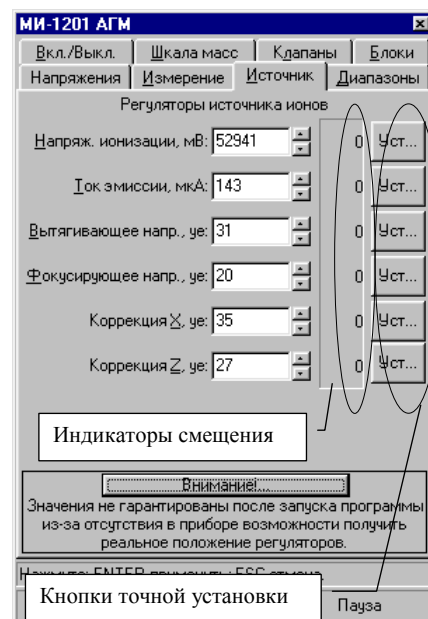 МИ-1201 АГМ
Вкл./Выкл. Шкала масс Клапаны Блоки
Напряжения Измерение Источник Диапазоны
Регуляторы источника ионов
Напряж. ионизации, мВ: 52941 0 Уст...
Ток эмиссии, мкА: 143 0 Уст...
Вытягивающее напр., уе: 31 0 Уст...
Фокусирующее напр., уе: 20 0 Уст...
Коррекция X, уе: 35 0 Уст...
Коррекция Z, уе: 27 0 Уст...
Индикаторы смещения
Внимание!...
Значения не гарантированы после запуска программы
из-за отсутствия в приборе возможности получить
реальное положение регуляторов.
Кнопки точной установки
Пауза